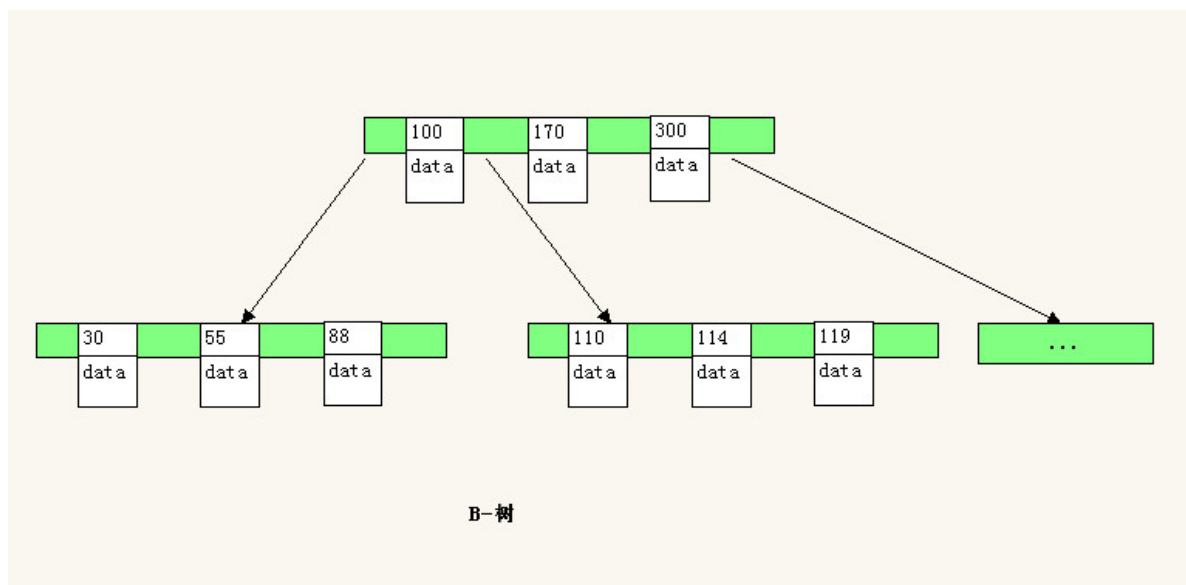 100 170 300
data data data
30 55 88 110 114 119 ...
data data data data data data
B-树